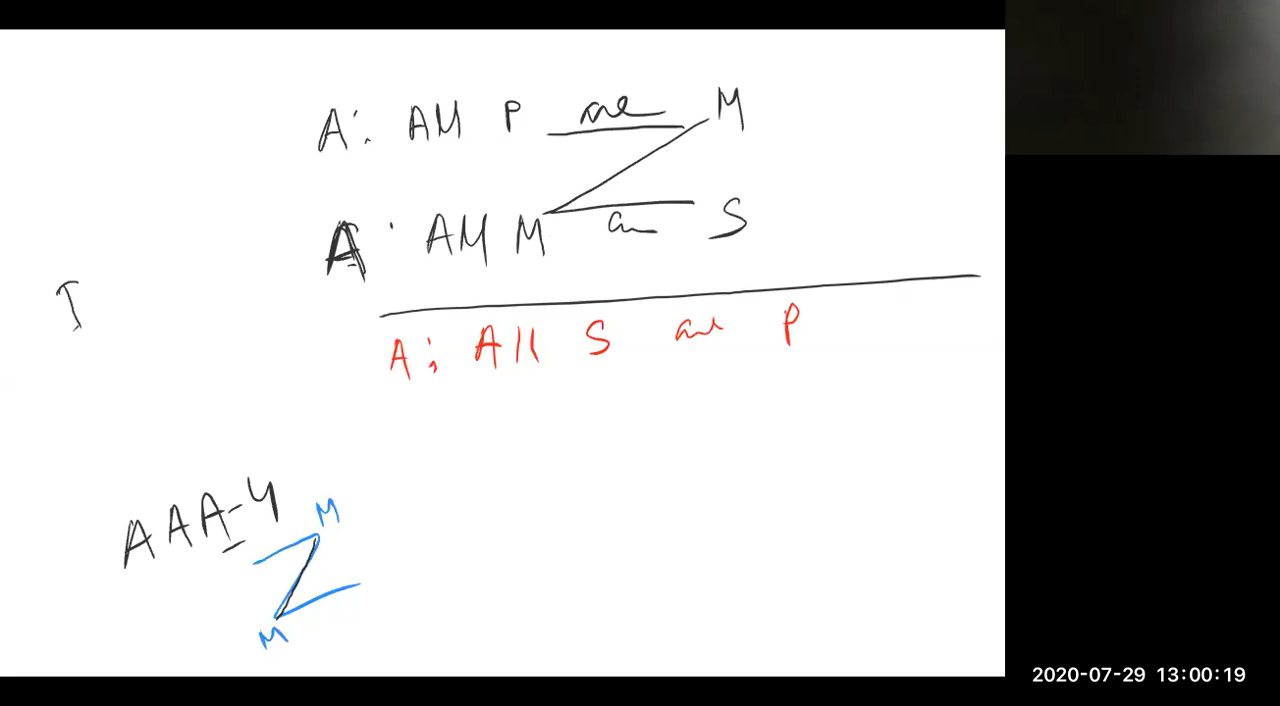 A: All P are M
A: All M are S
I
A: All S are P
AAA-4
M
M
2020-07-29 13:00:19